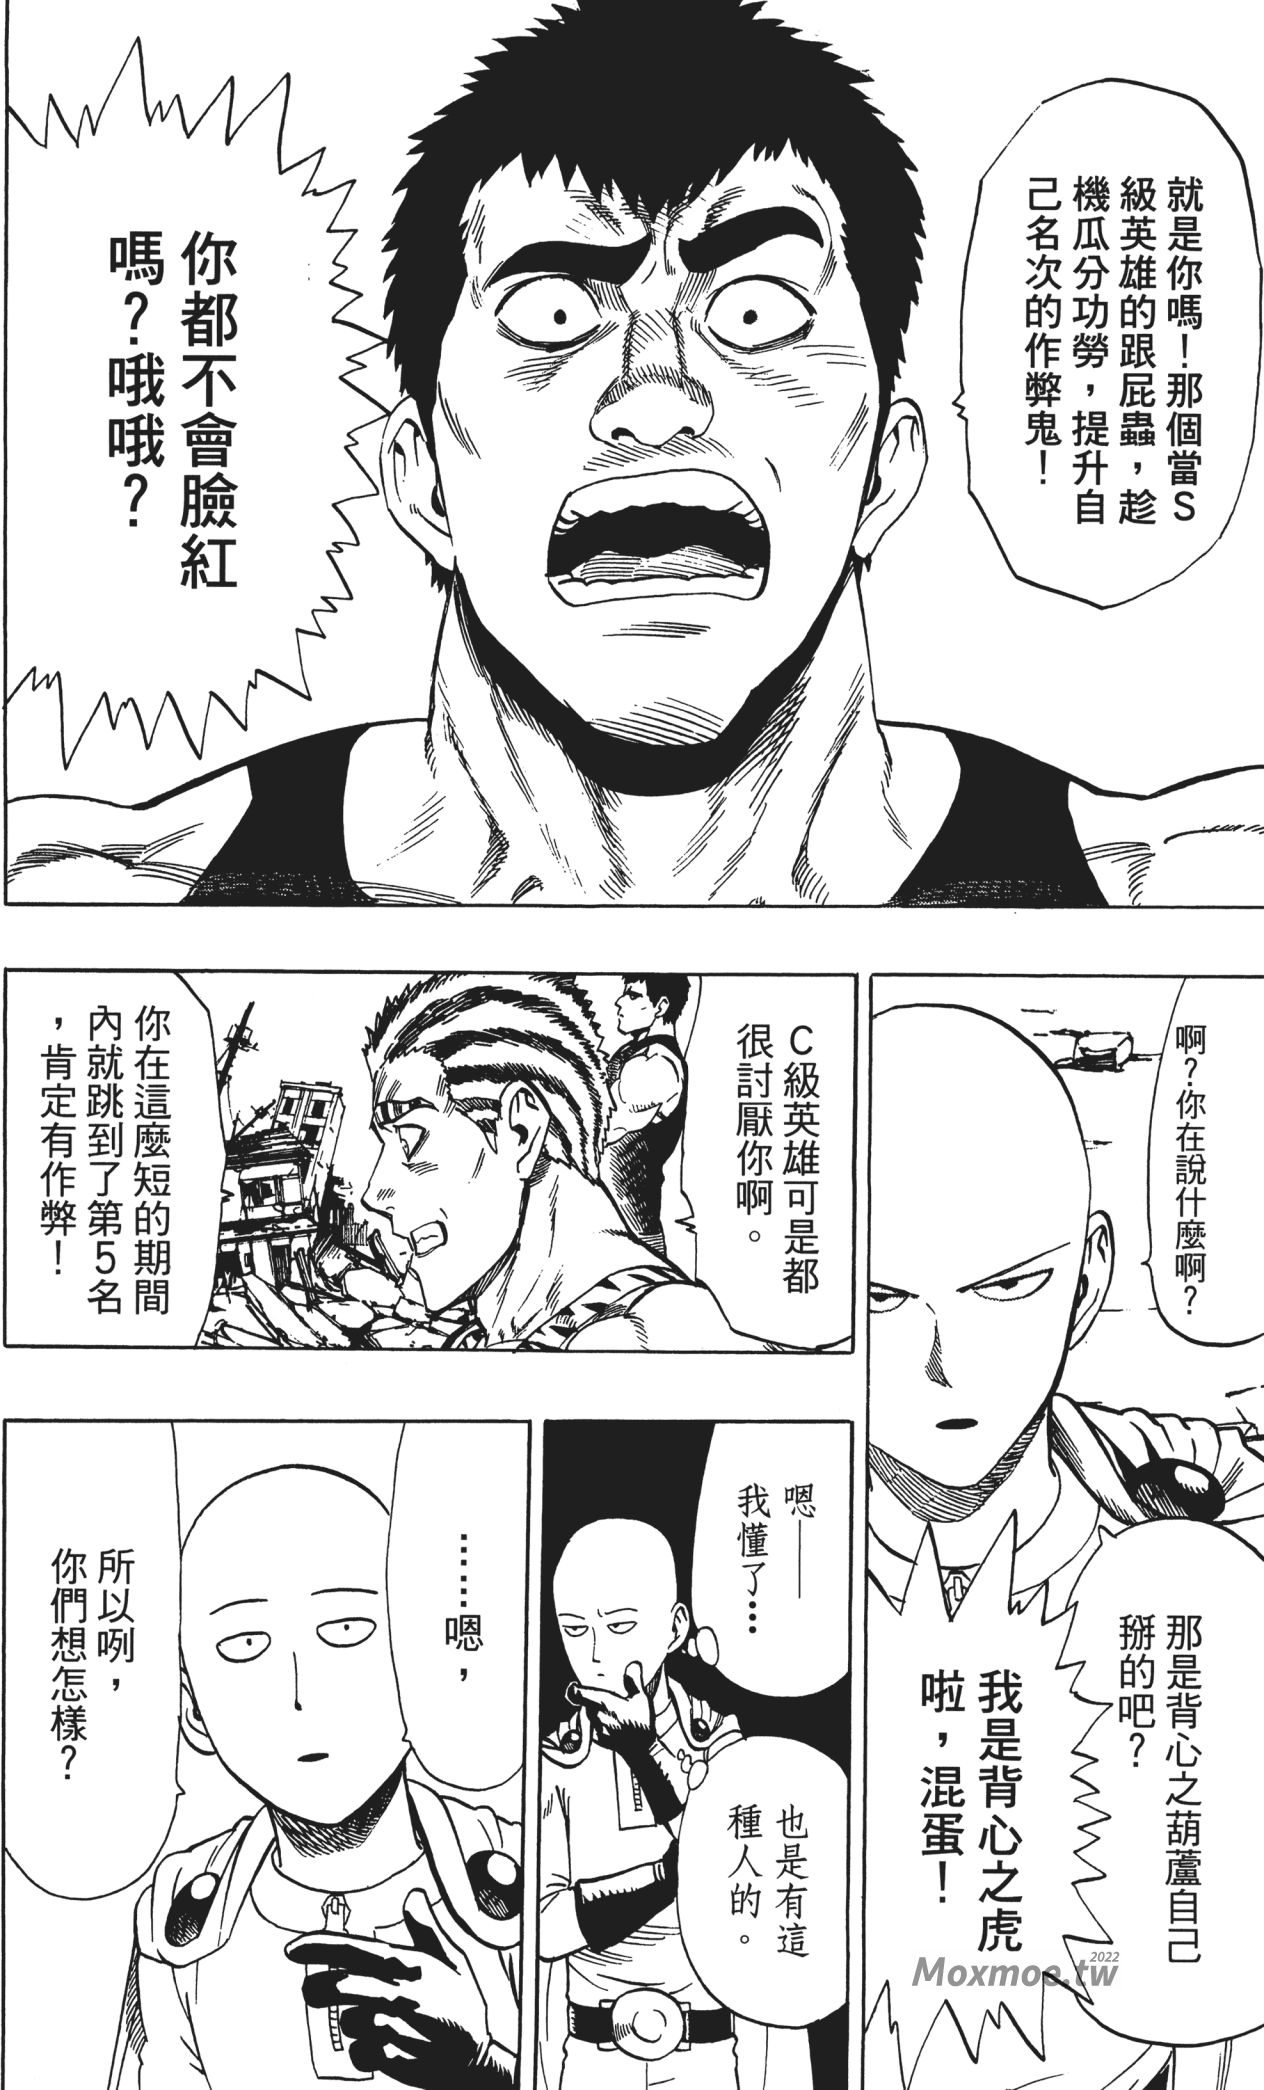 就是你嗎！那個當S
級英雄的跟屁蟲，趁
機瓜分功勞，提升自
己名次的作弊鬼！
你都不會臉紅
嗎？哦哦？
啊？你在說什麼啊？
那是背心之葫蘆自己
掰的吧？
我是背心之虎
啦，混蛋！
C級英雄可是都
很討厭你啊。
你在這麼短的期間
內就跳到了第5名
，肯定有作弊！
嗯——
我懂了…
也是有這
種人的。
……嗯，
所以咧，
你們想怎樣？
Moxmoe.tw
2022